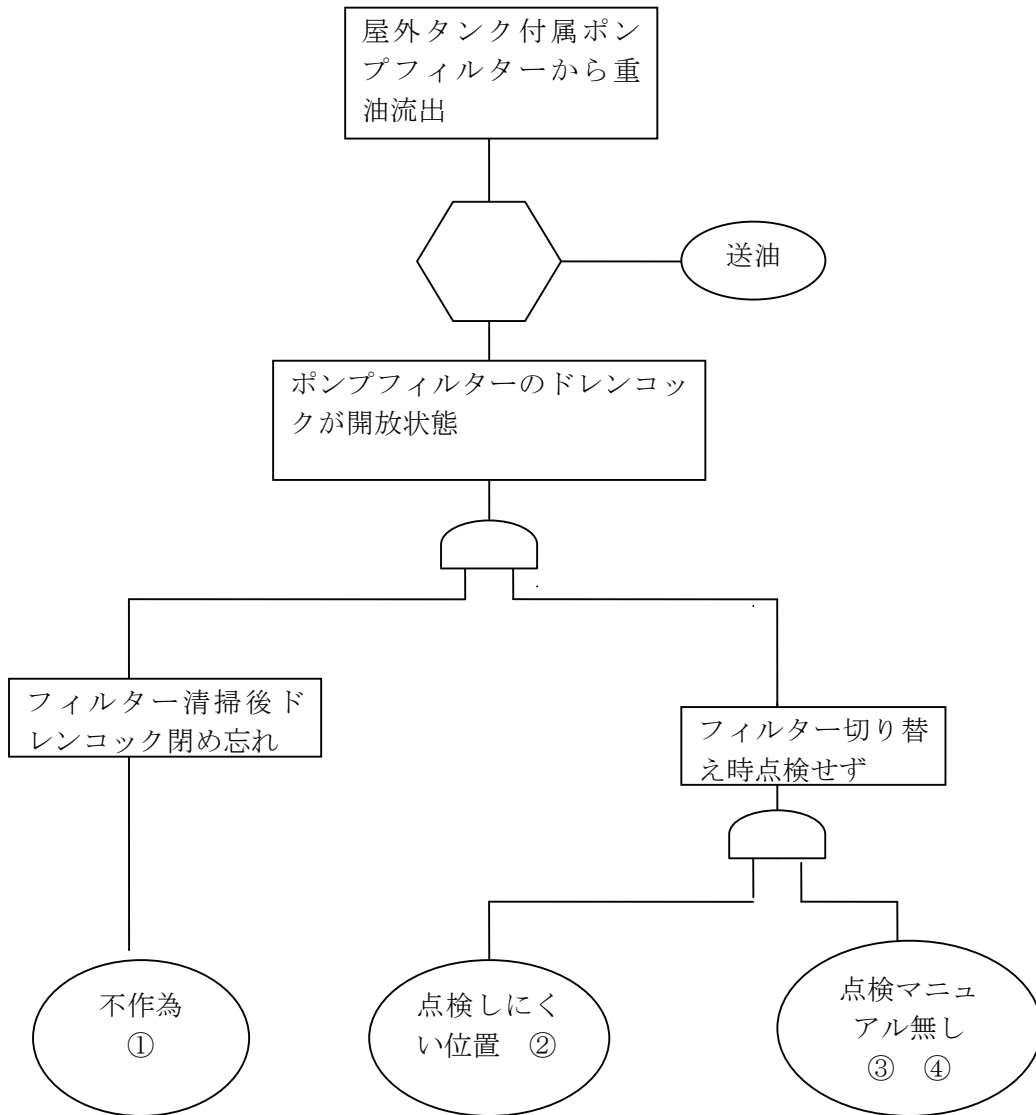 屋外タンク付属ポン
プフィルターから重
油流出
送油
ポンプフィルターのドレンコッ
クが開放状態
フィルター清掃後ド
レンコック閉め忘れ
フィルター切り替
え時点検せず
不作為
①
点検しにく
い位置 ②
点検マニュ
アル無し
③ ④